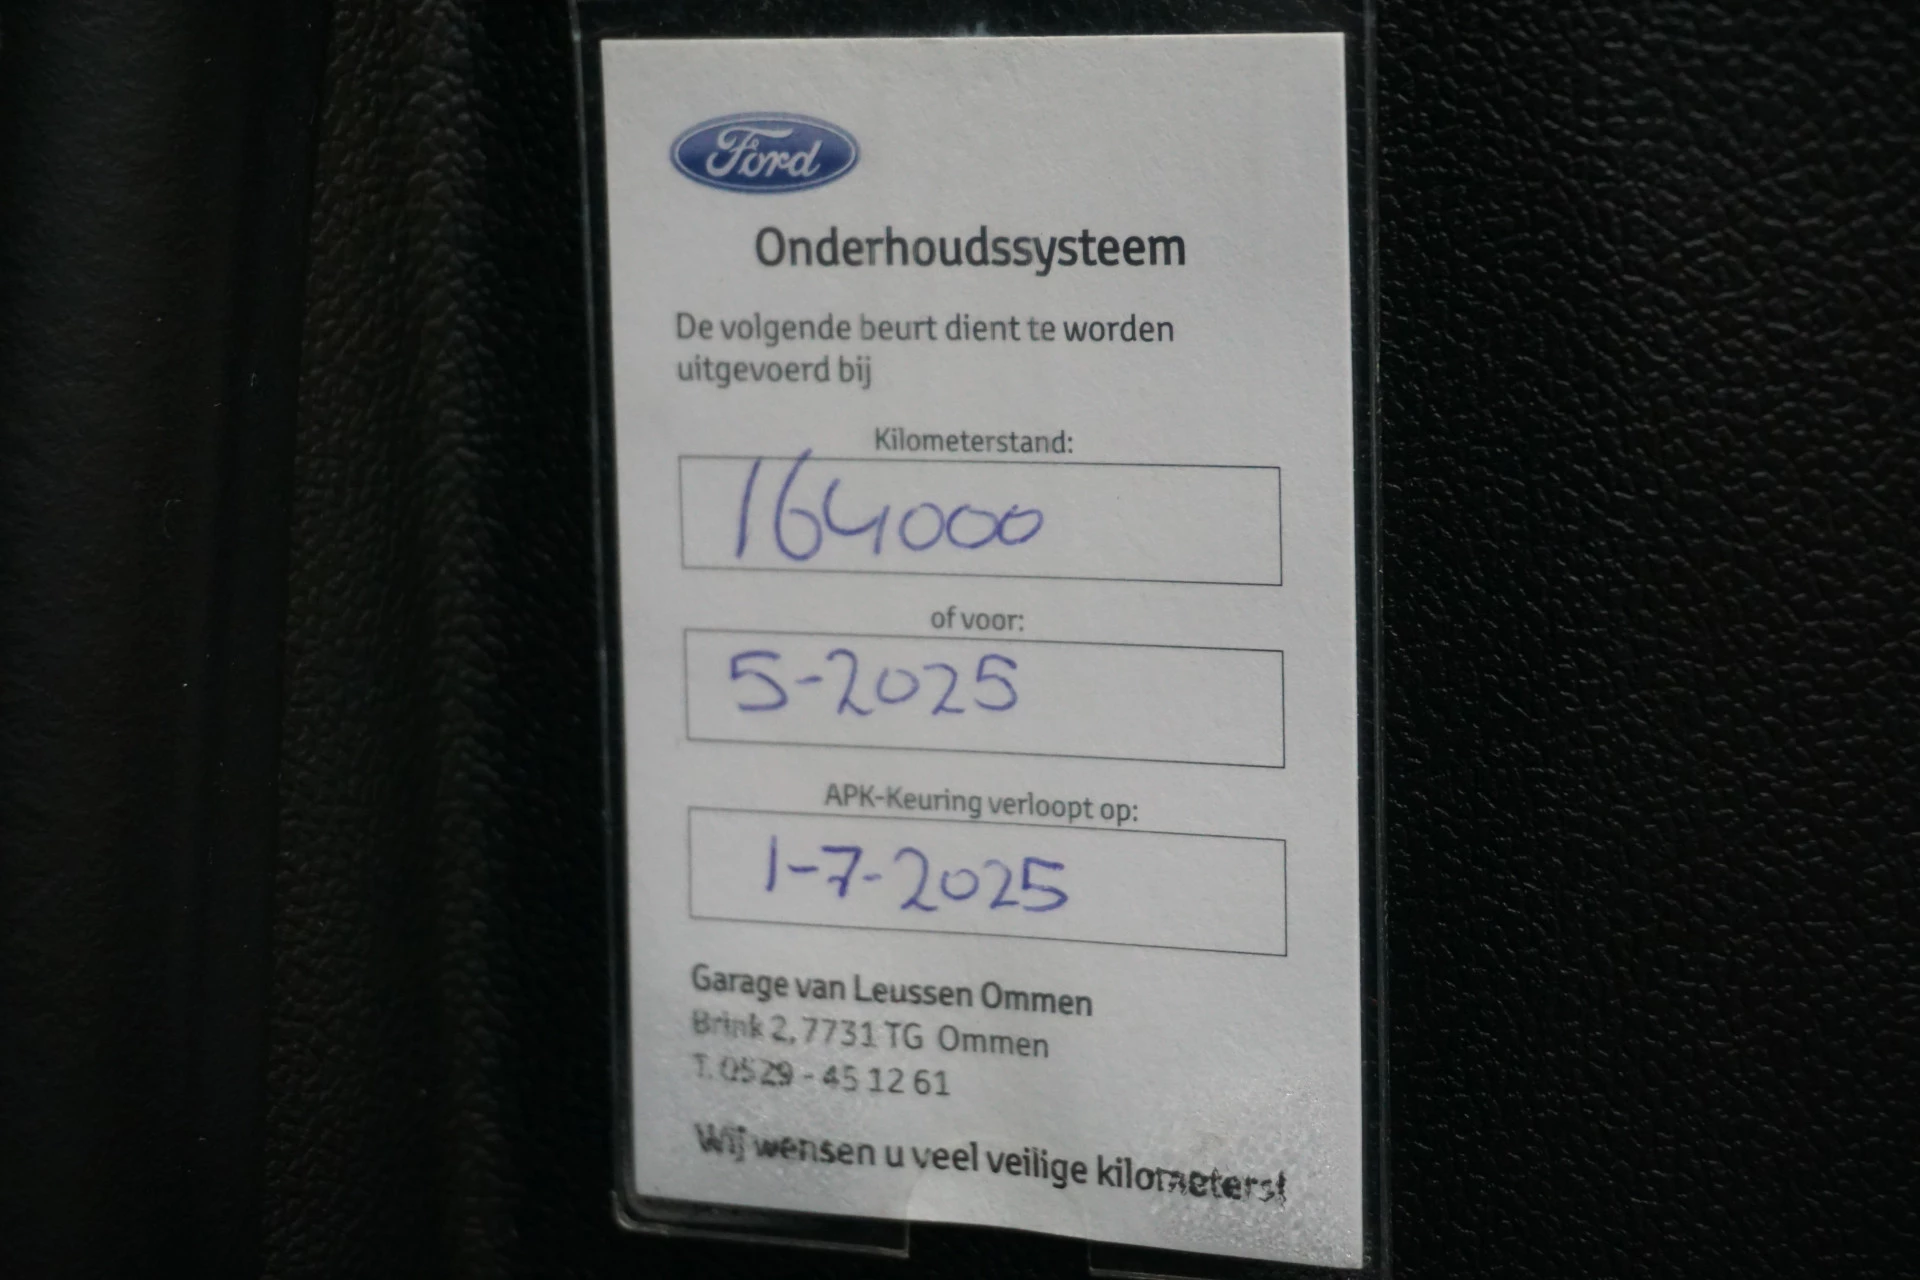 Ford
Onderhoudssysteem
De volgende beurt dient te worden
uitgevoerd bij
Kilometerstand:
164000
of voor:
5-2025
APK-Keuring verloopt op:
1-7-2025
Garage van Leussen Ommen
Brink 2, 7731 TG Ommen
T. 0529 - 45 12 61
Wij wensen u veel veilige kilometers!